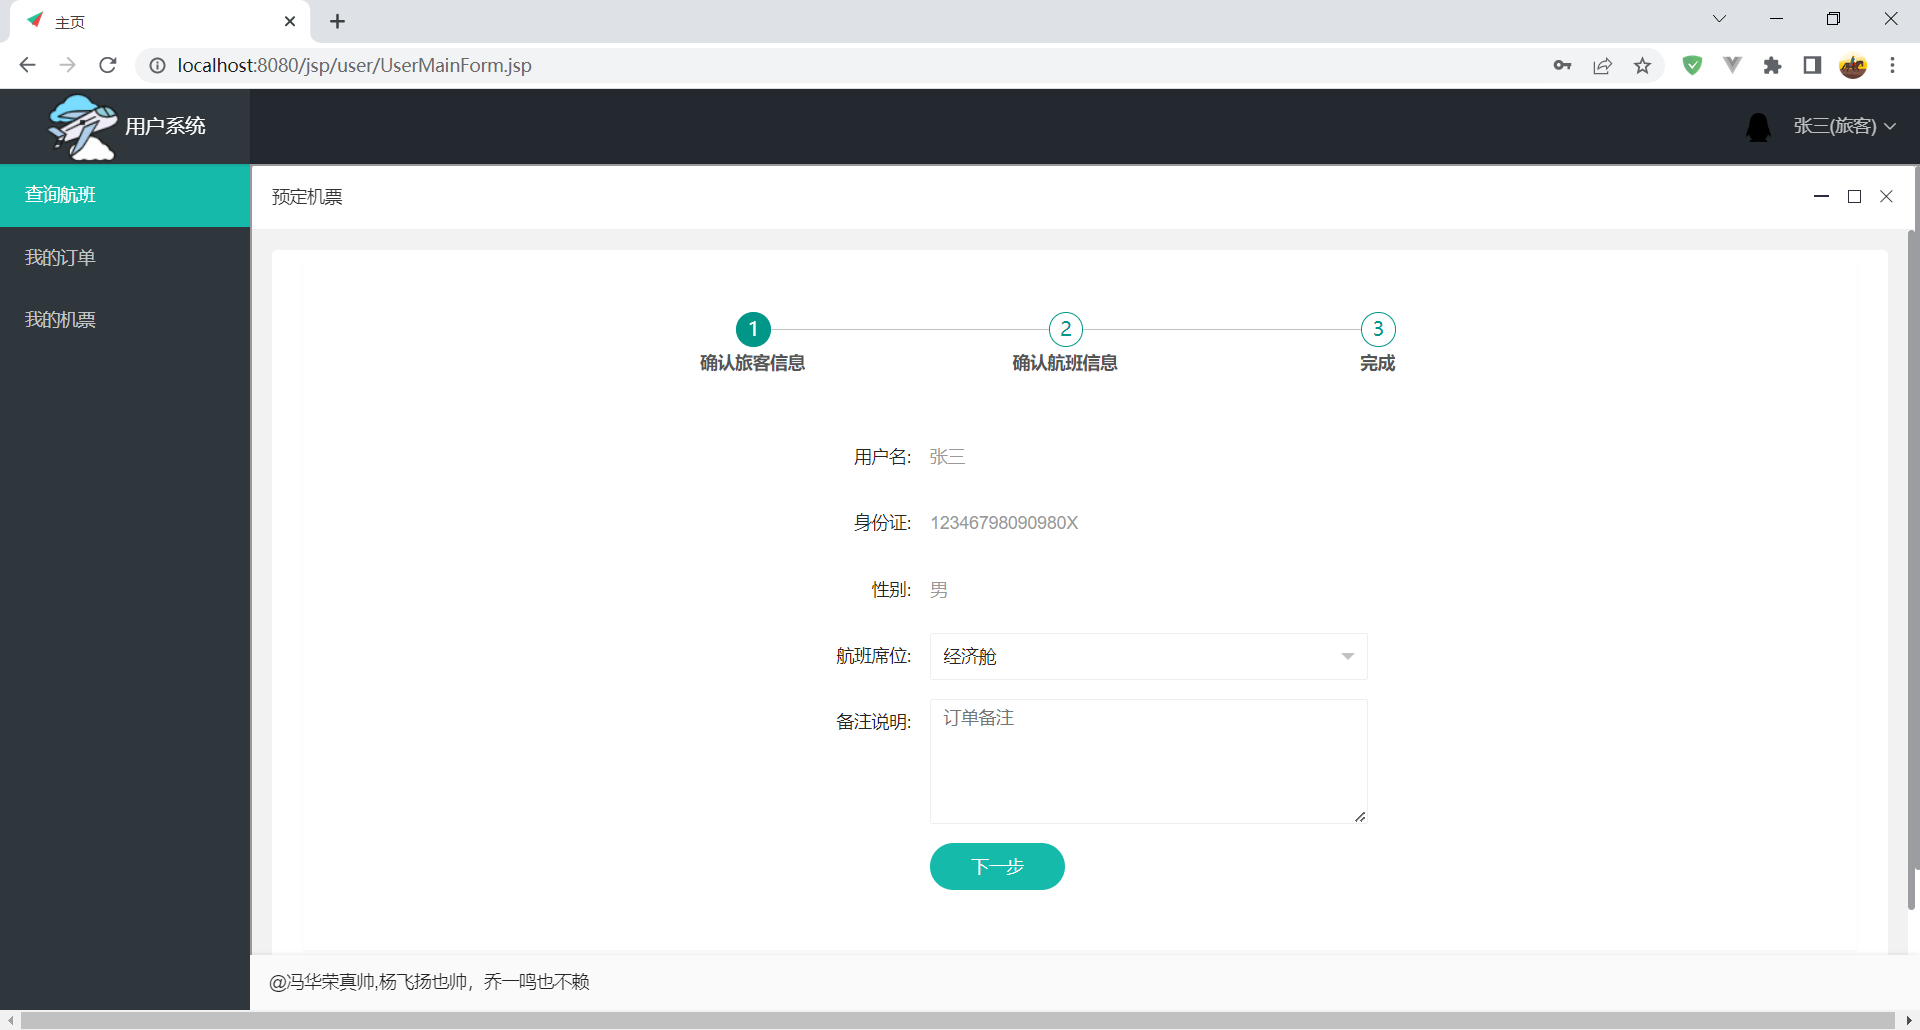 主页
localhost:8080/jsp/user/UserMainForm.jsp
用户系统
张三(旅客)
查询航班
我的订单
我的机票
预定机票
1
2
3
确认旅客信息
确认航班信息
完成
用户名: 张三
身份证: 12346798090980X
性别: 男
航班席位: 经济舱
备注说明: 订单备注
下一步
@冯华荣真帅,杨飞扬也帅，乔一鸣也不赖